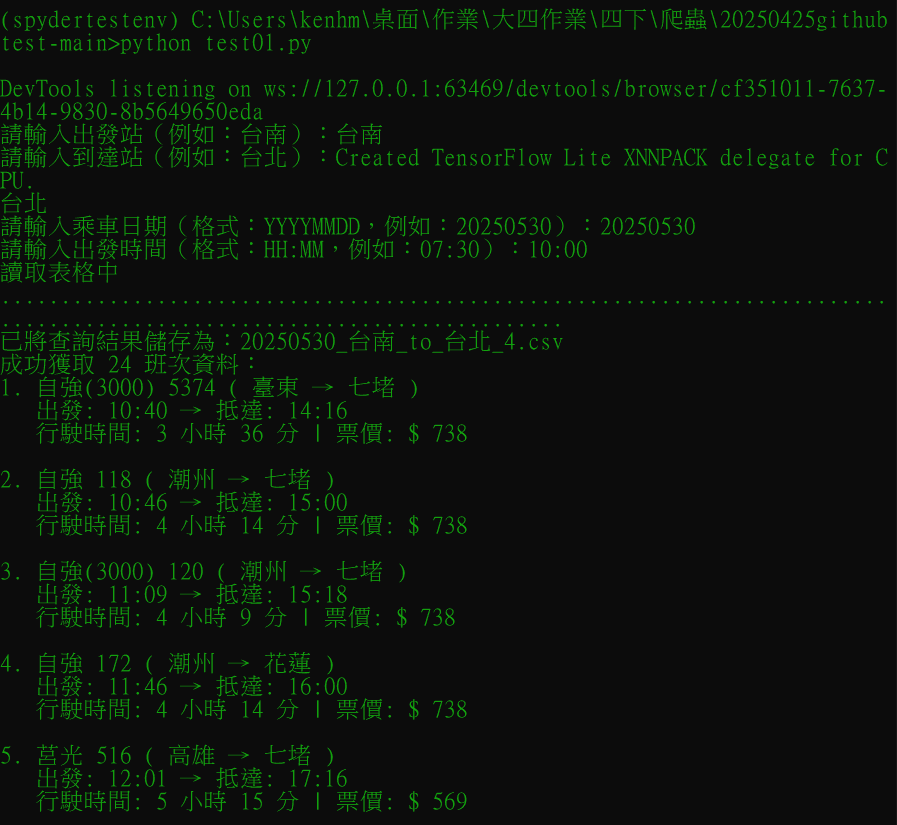 (spydertestenv) C:\Users\kenhm\桌面\作業\大四作業\四下\爬蟲\20250425github
test-main>python test01.py
DevTools listening on ws://127.0.0.1:63469/devtools/browser/cf351011-7637-
4b14-9830-8b5649650eda
請輸入出發站（例如：台南）：台南
請輸入到達站（例如：台北）：Created TensorFlow Lite XNNPACK delegate for C
PU.
台北
請輸入乘車日期（格式：YYYYMMDD，例如：20250530）：20250530
請輸入出發時間（格式：HH:MM，例如：07:30）：10:00
讀取表格中
..........................................................................
...............................................
已將查詢結果儲存為：20250530_台南_to_台北_4.csv
成功獲取 24 班次資料：
1. 自強(3000) 5374 ( 臺東 → 七堵 )
出發: 10:40 → 抵達: 14:16
行駛時間: 3 小時 36 分 | 票價: $ 738
2. 自強 118 ( 潮州 → 七堵 )
出發: 10:46 → 抵達: 15:00
行駛時間: 4 小時 14 分 | 票價: $ 738
3. 自強(3000) 120 ( 潮州 → 七堵 )
出發: 11:09 → 抵達: 15:18
行駛時間: 4 小時 9 分 | 票價: $ 738
4. 自強 172 ( 潮州 → 花蓮 )
出發: 11:46 → 抵達: 16:00
行駛時間: 4 小時 14 分 | 票價: $ 738
5. 莒光 516 ( 高雄 → 七堵 )
出發: 12:01 → 抵達: 17:16
行駛時間: 5 小時 15 分 | 票價: $ 569